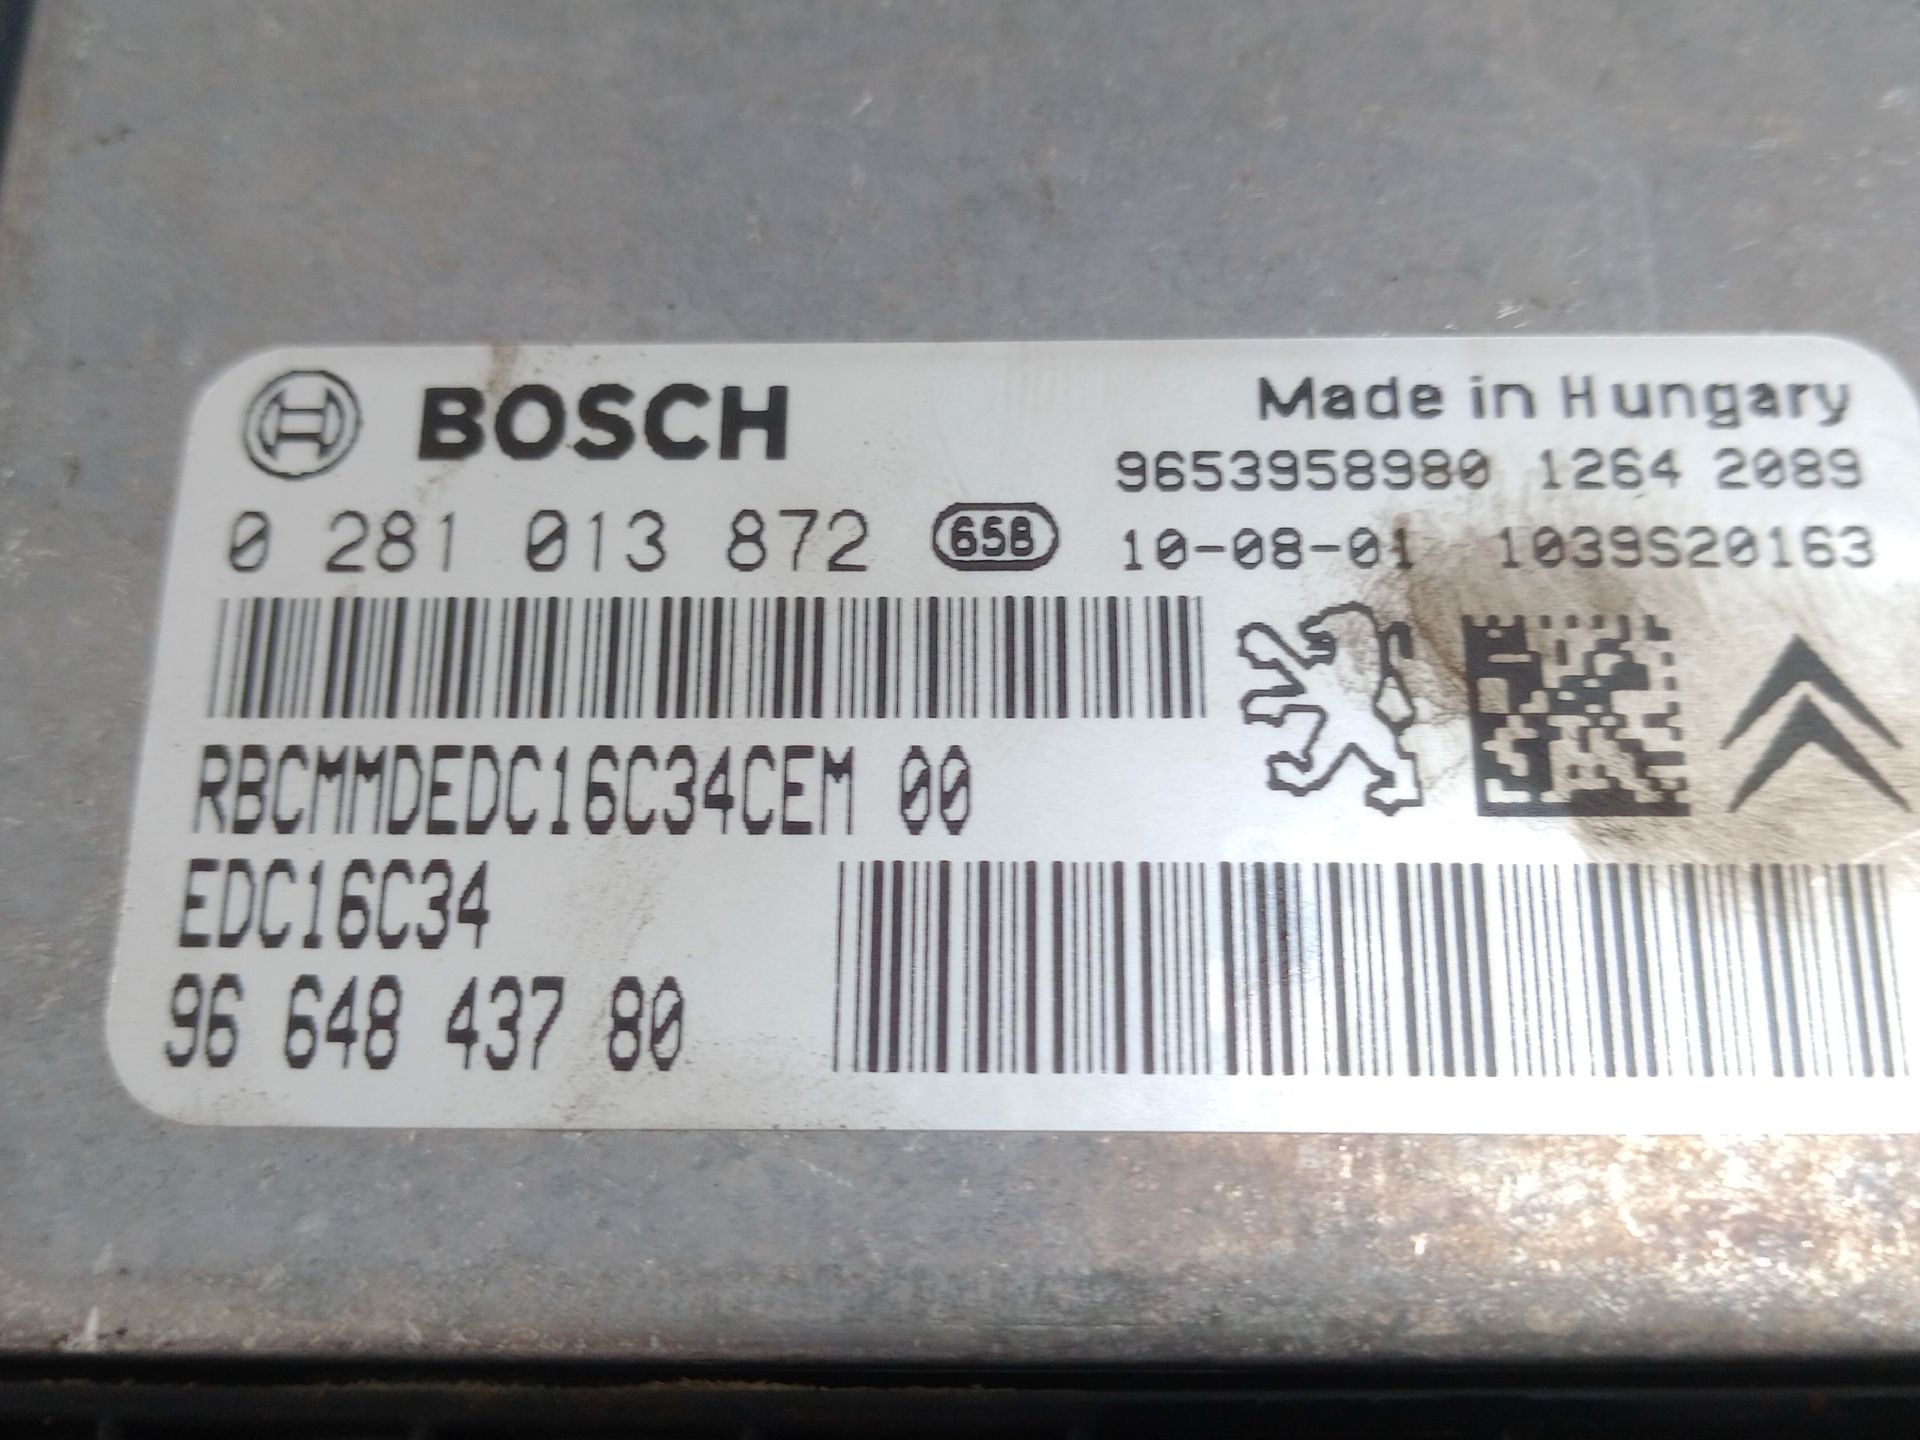 BOSCH
Made in Hungary
9653958980 1264 2089
0 281 013 872 658
10-08-01 1039S20163
RBCMMDEDC16C34CEM 00
EDC16C34
96 648 437 80